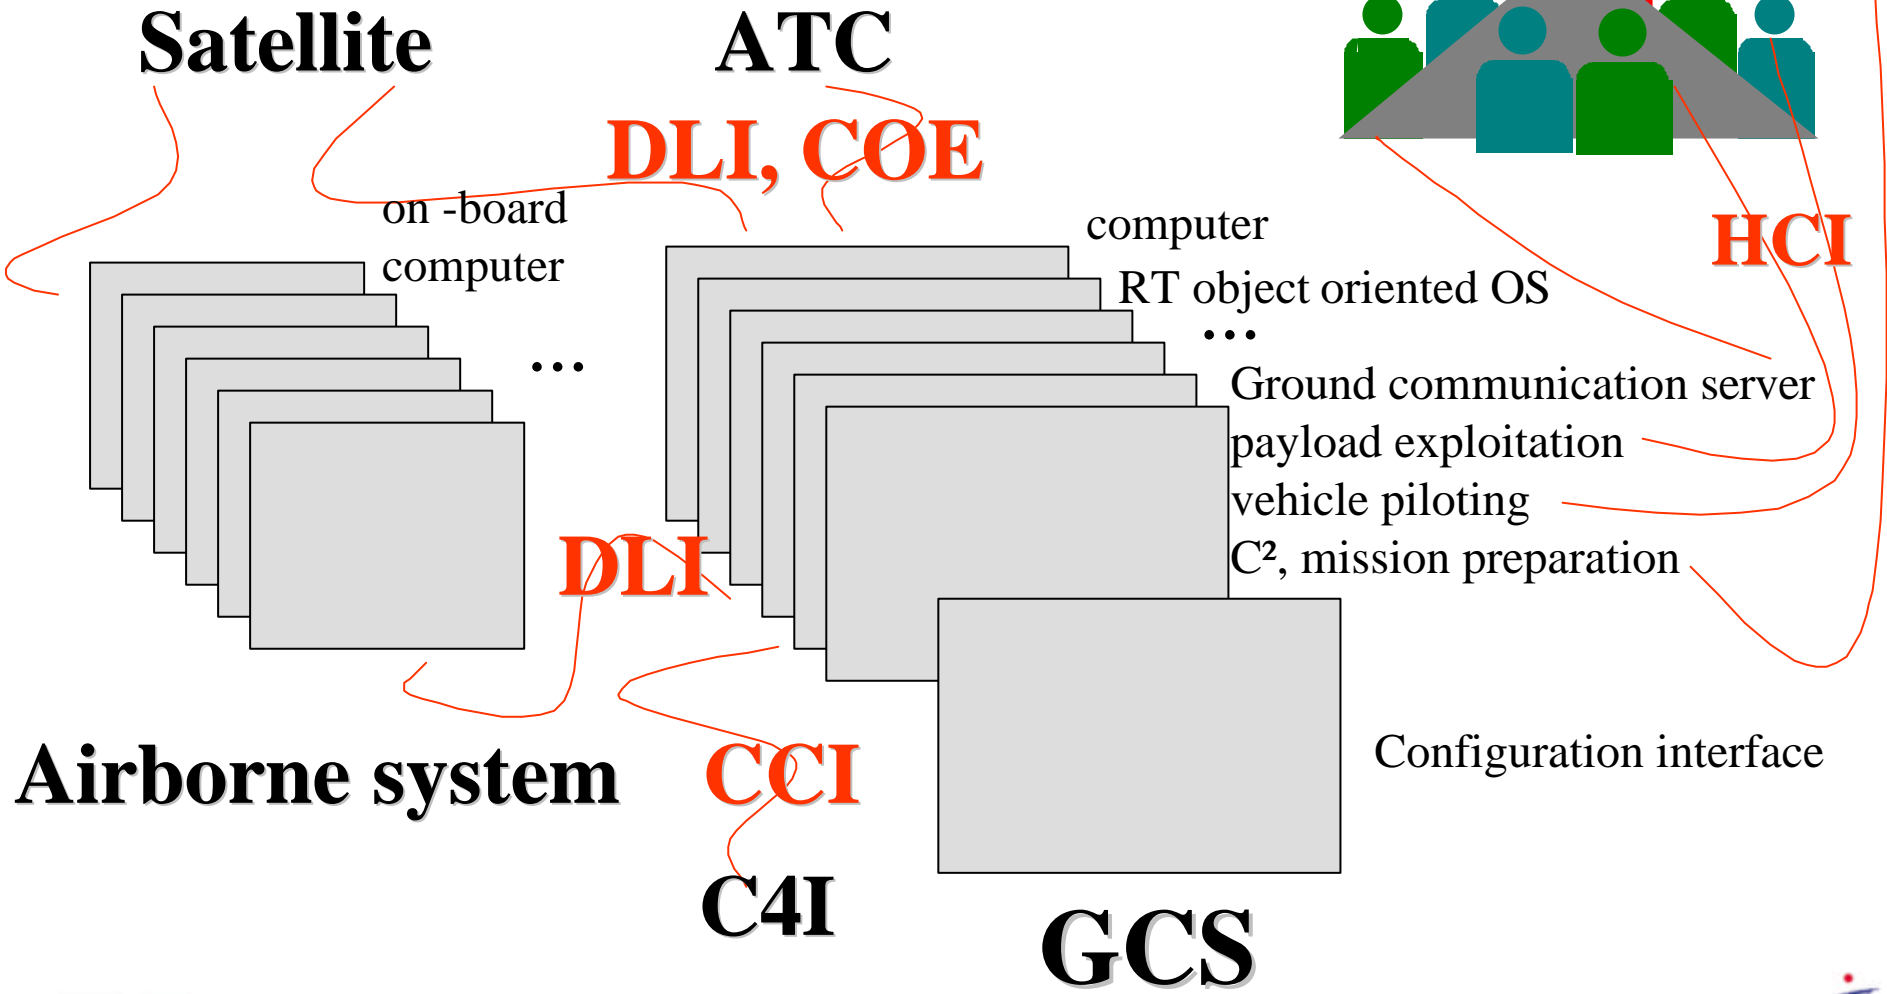 Satellite
ATC
DLI, COE
on -board
computer
computer
HCI
RT object oriented OS
...
...
Ground communication server
payload exploitation
vehicle piloting
C², mission preparation
DLI
Airborne system
CCI
Configuration interface
C4I
GCS